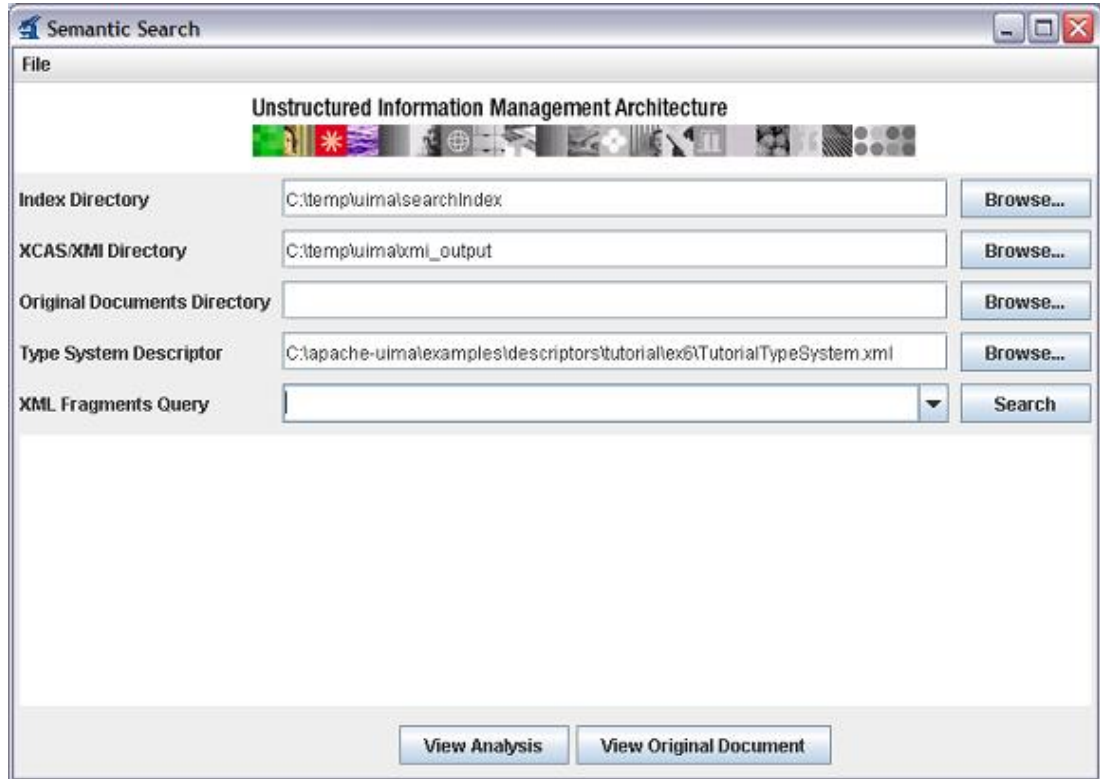 Semantic Search
File
Unstructured Information Management Architecture
Index Directory C:\temp\uima\searchIndex Browse...
XCAS/XMI Directory C:\temp\uima\xmi_output Browse...
Original Documents Directory Browse...
Type System Descriptor C:\apache-uima\examples\descriptors\tutorial\ex6\TutorialTypeSystem.xml Browse...
XML Fragments Query Search
View Analysis View Original Document